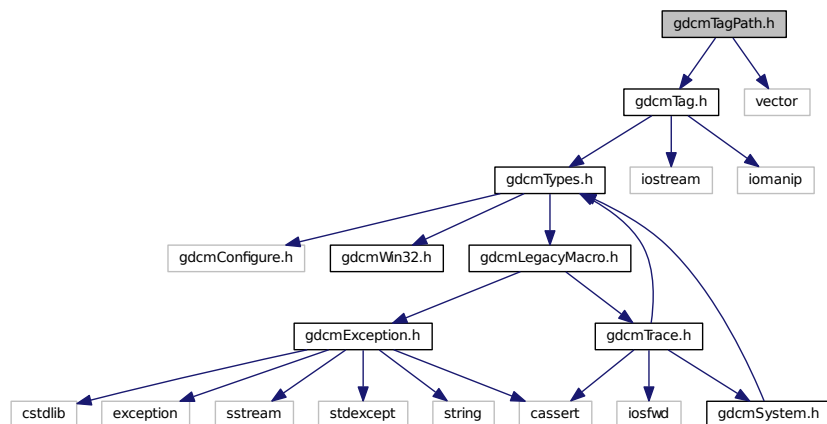 gdcmTagPath.h
gdcmTag.h
vector
gdcmTypes.h
iostream
iomanip
gdcmConfigure.h
gdcmWin32.h
gdcmLegacyMacro.h
gdcmException.h
gdcmTrace.h
cstdlib
exception
sstream
stdexcept
string
cassert
iosfwd
gdcmSystem.h